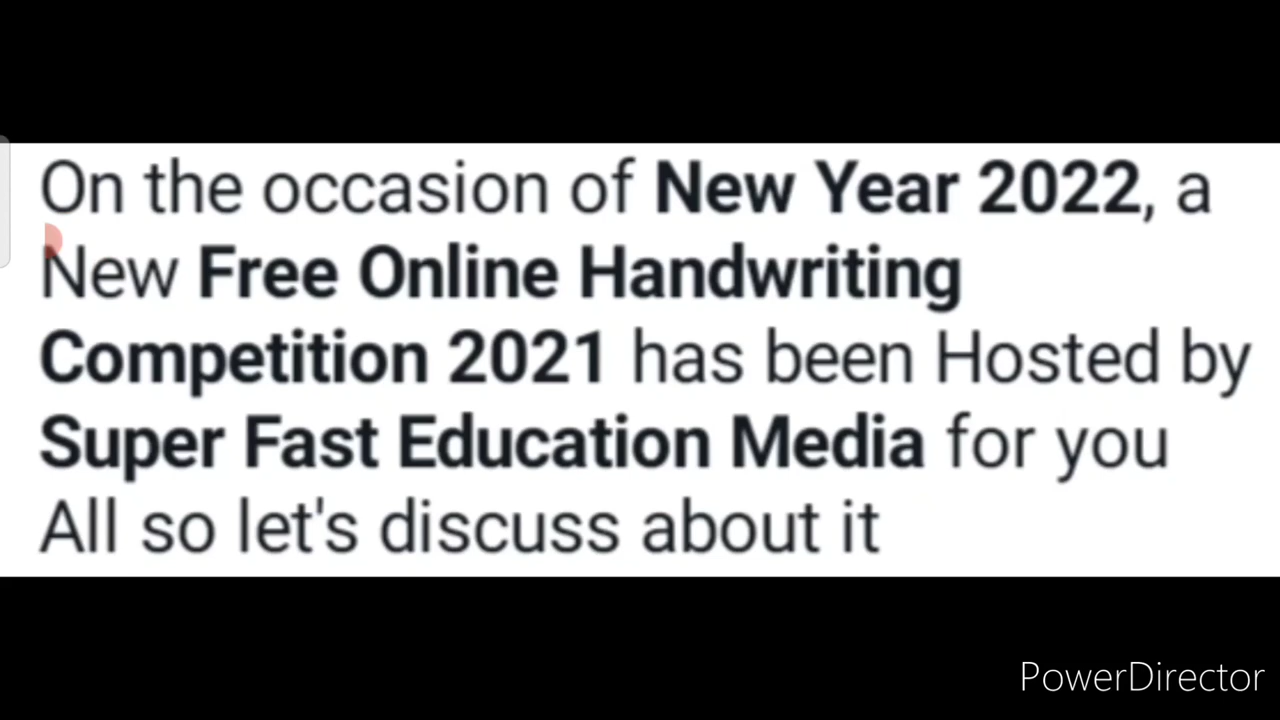 On the occasion of New Year 2022, a
New Free Online Handwriting
Competition 2021 has been Hosted by
Super Fast Education Media for you
All so let's discuss about it
PowerDirector